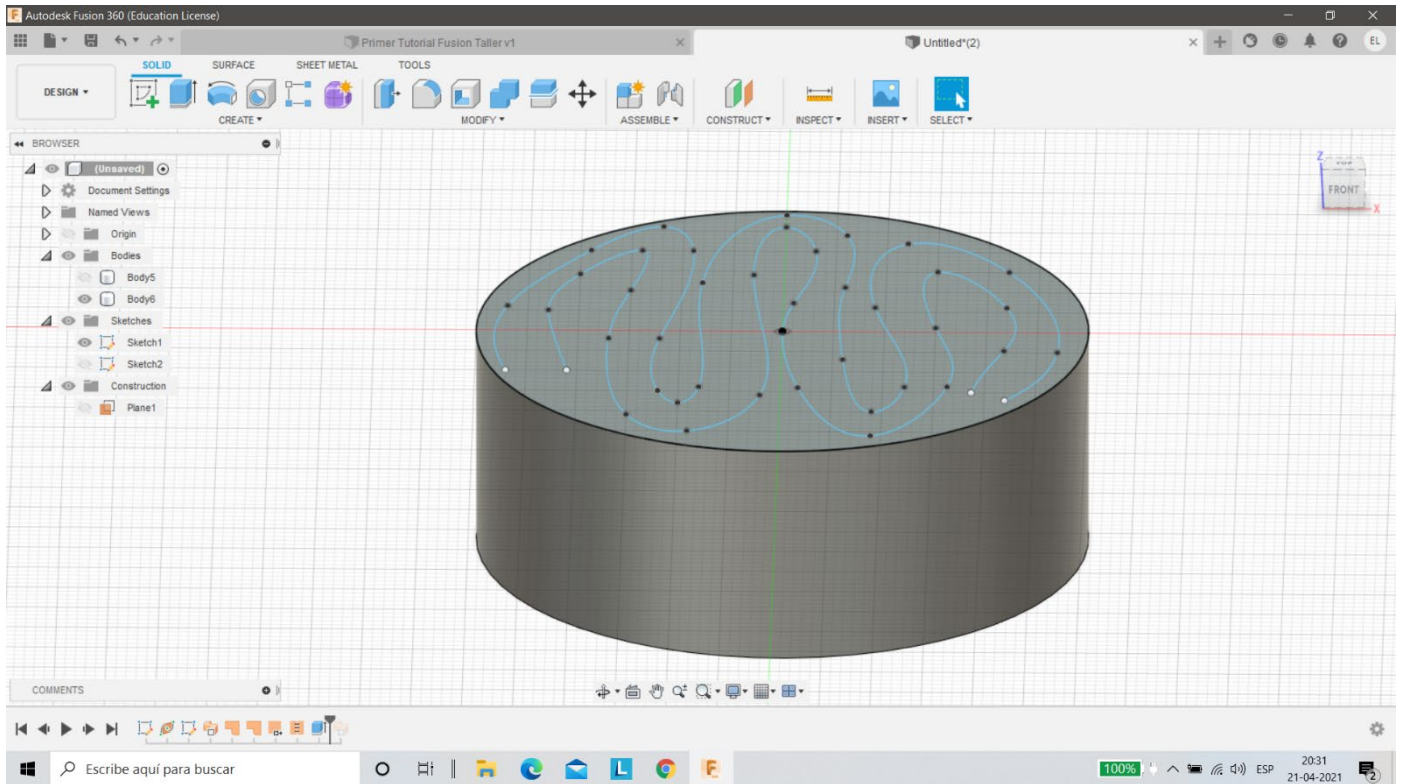 Autodesk Fusion 360 (Education License)
Primer Tutorial Fusion Taller v1
Untitled*(2)
EL
SOLID SURFACE SHEET METAL TOOLS
DESIGN
CREATE MODIFY ASSEMBLE CONSTRUCT INSPECT INSERT SELECT
BROWSER
(Unsaved)
Document Settings
Named Views
Origin
Bodies
Body5
Body6
Sketches
Sketch1
Sketch2
Construction
Plane1
Z
TOP
FRONT
X
COMMENTS
Escribe aquí para buscar
L
F
100%
ESP
20:31
21-04-2021
2